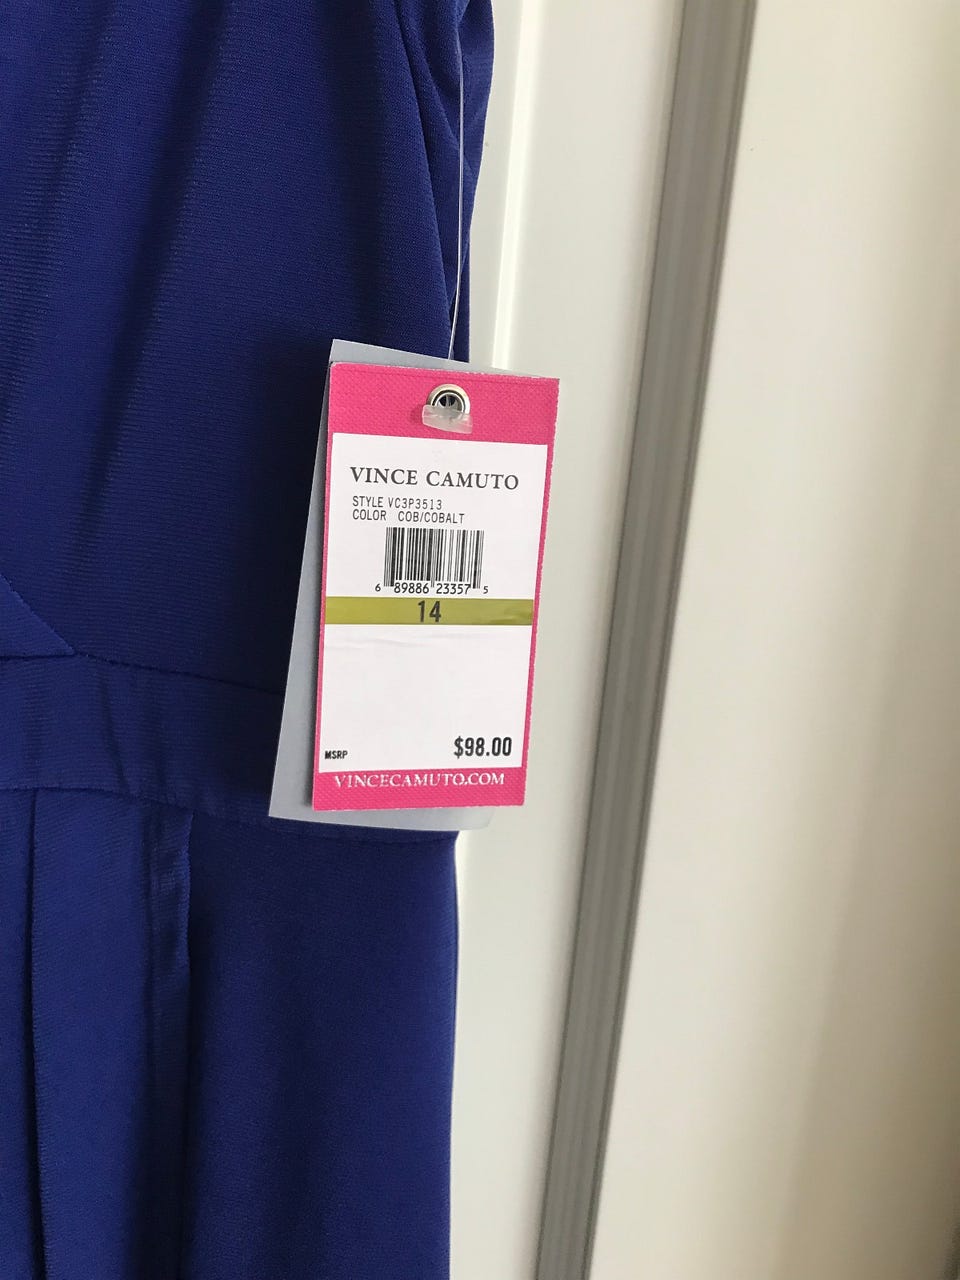 VINCE CAMUTO
STYLE VC3P3513
COLOR COB/COBALT
6 89886 23357 5
14
MSRP $98.00
VINCECAMUTO.COM